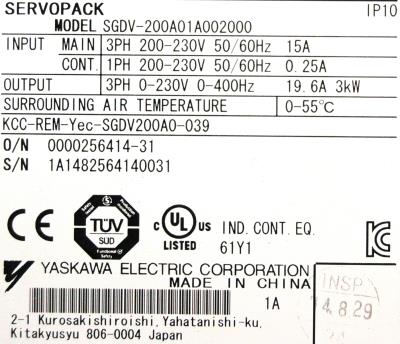 SERVOPACK IP10
MODEL SGDV-200A01A002000
INPUT MAIN 3PH 200-230V 50/60Hz 15A
CONT. 1PH 200-230V 50/60Hz 0.25A
OUTPUT 3PH 0-230V 0-400Hz 19.6A 3kW
SURROUNDING AIR TEMPERATURE 0-55°C
KCC-REM-Yec-SGDV200A0-039
O/N 0000256414-31
S/N 1A1482564140031
CE
TÜV
SÜD
Functional Safety
C UL US
LISTED
IND. CONT. EQ.
61Y1
YASKAWA ELECTRIC CORPORATION
MADE IN CHINA
1A
INSP
4.8.29
2-1 Kurosakishiroishi, Yahatanishi-ku,
Kitakyusyu 806-0004 Japan